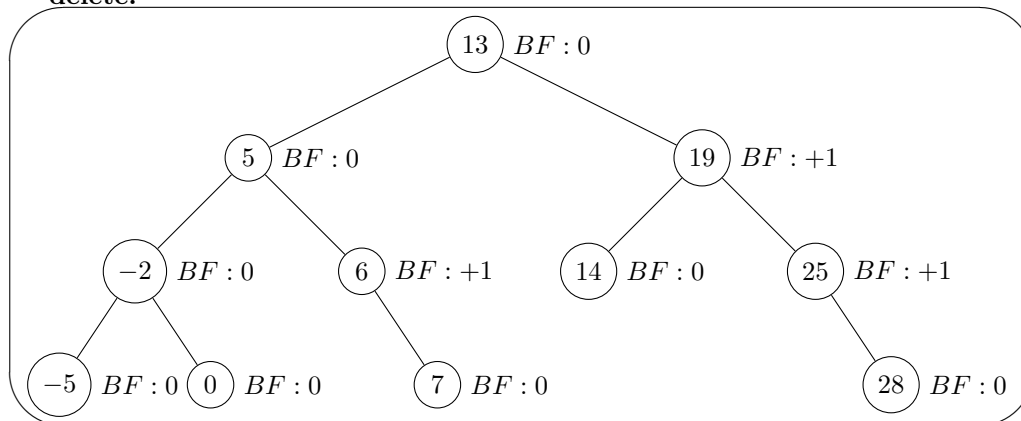 delete.
13 BF : 0
5 BF : 0
19 BF : +1
−2 BF : 0
6 BF : +1
14 BF : 0
25 BF : +1
−5 BF : 0
0 BF : 0
7 BF : 0
28 BF : 0